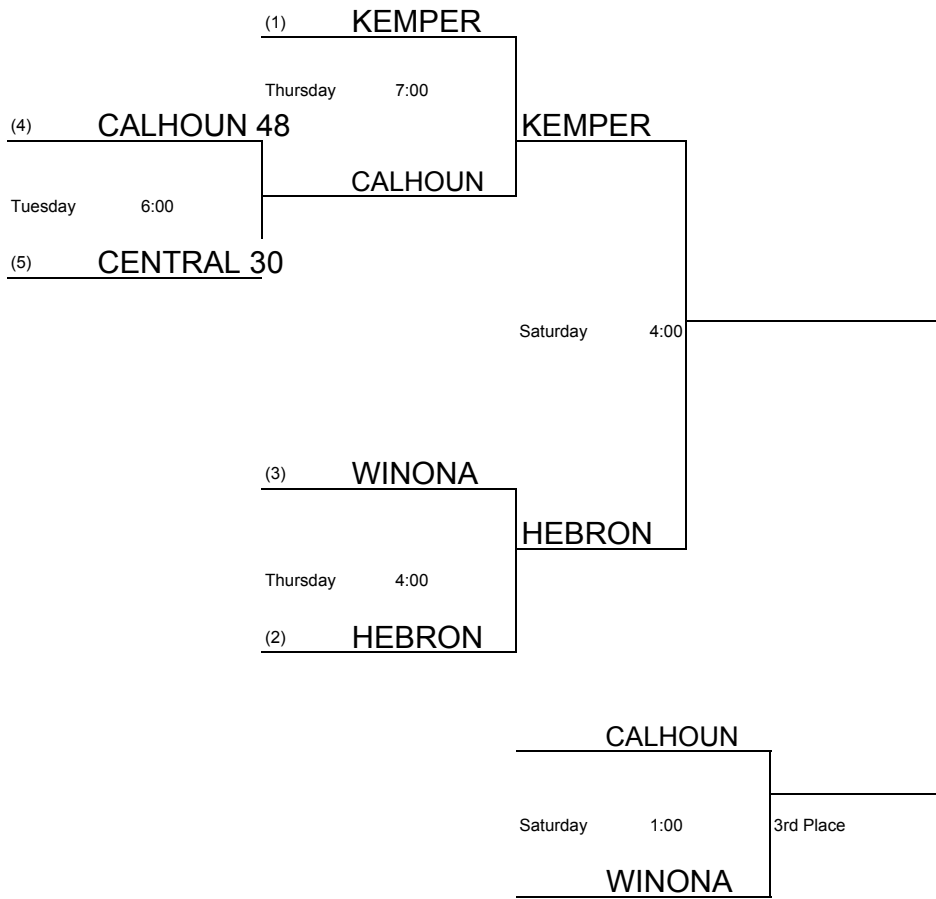 (1) KEMPER
Thursday 7:00
(4) CALHOUN 48
KEMPER
CALHOUN
Tuesday 6:00
(5) CENTRAL 30
Saturday 4:00
(3) WINONA
HEBRON
Thursday 4:00
(2) HEBRON
CALHOUN
Saturday 1:00 3rd Place
WINONA